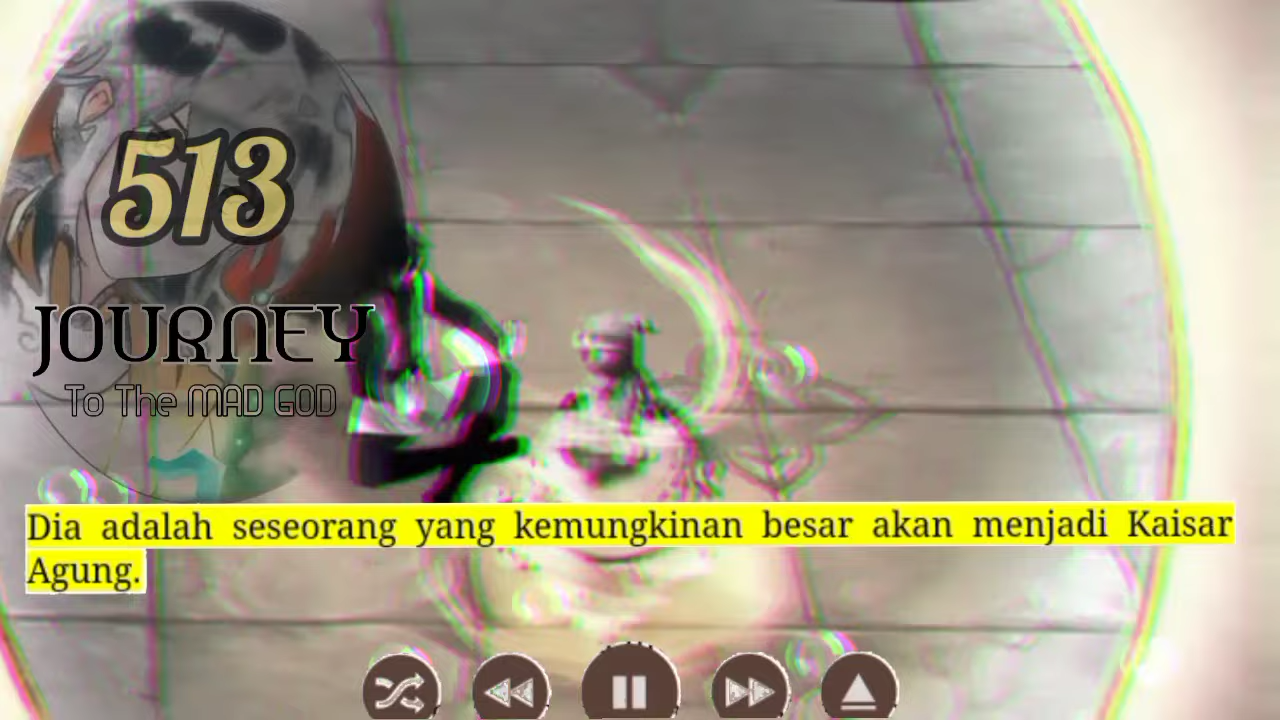 513
JOURNEY
To The MAD GOD
Dia adalah seseorang yang kemungkinan besar akan menjadi Kaisar
Agung.